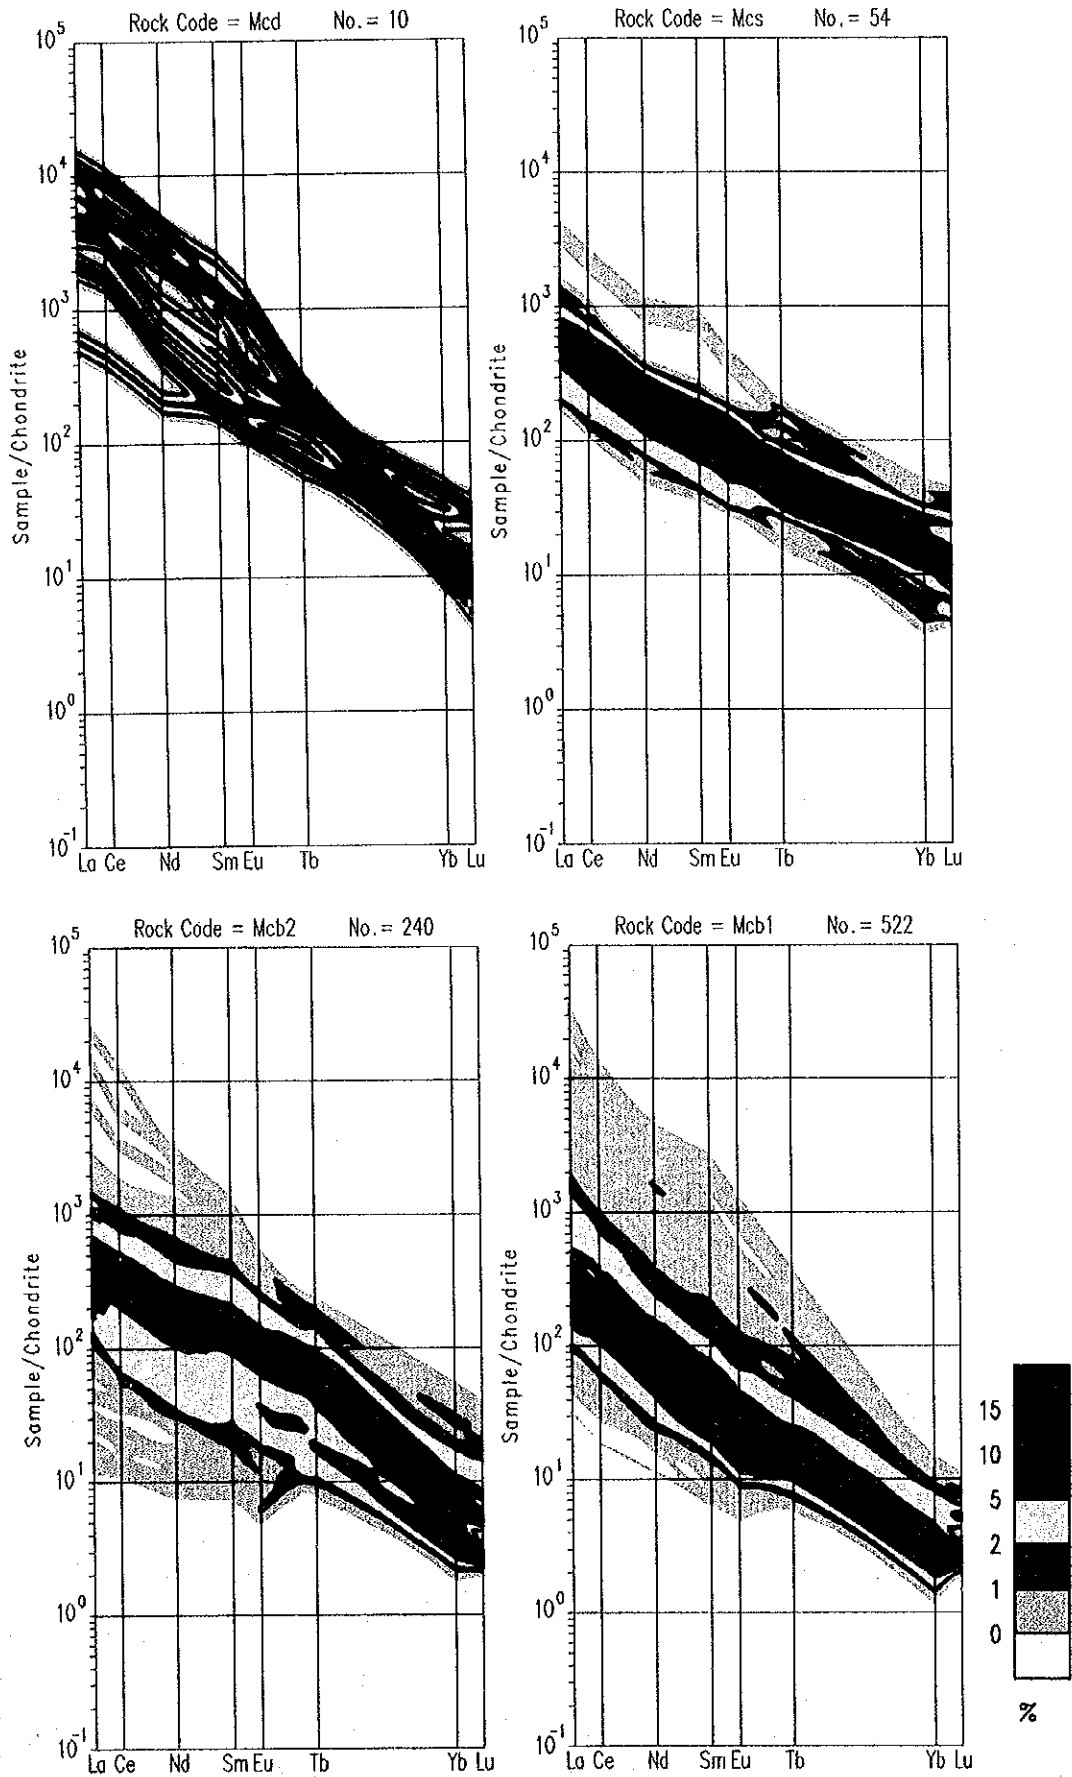 Rock Code = Mcd No. = 10
10^5
10^4
10^3
10^2
10^1
10^0
10^-1
Sample/Chondrite
La Ce Nd Sm Eu Tb Yb Lu
Rock Code = Mcs No. = 54
10^5
10^4
10^3
10^2
10^1
10^0
10^-1
Sample/Chondrite
La Ce Nd Sm Eu Tb Yb Lu
Rock Code = Mcb2 No. = 240
10^5
10^4
10^3
10^2
10^1
10^0
10^-1
Sample/Chondrite
La Ce Nd Sm Eu Tb Yb Lu
Rock Code = Mcb1 No. = 522
10^5
10^4
10^3
10^2
10^1
10^0
10^-1
Sample/Chondrite
La Ce Nd Sm Eu Tb Yb Lu
15
10
5
2
1
0
%